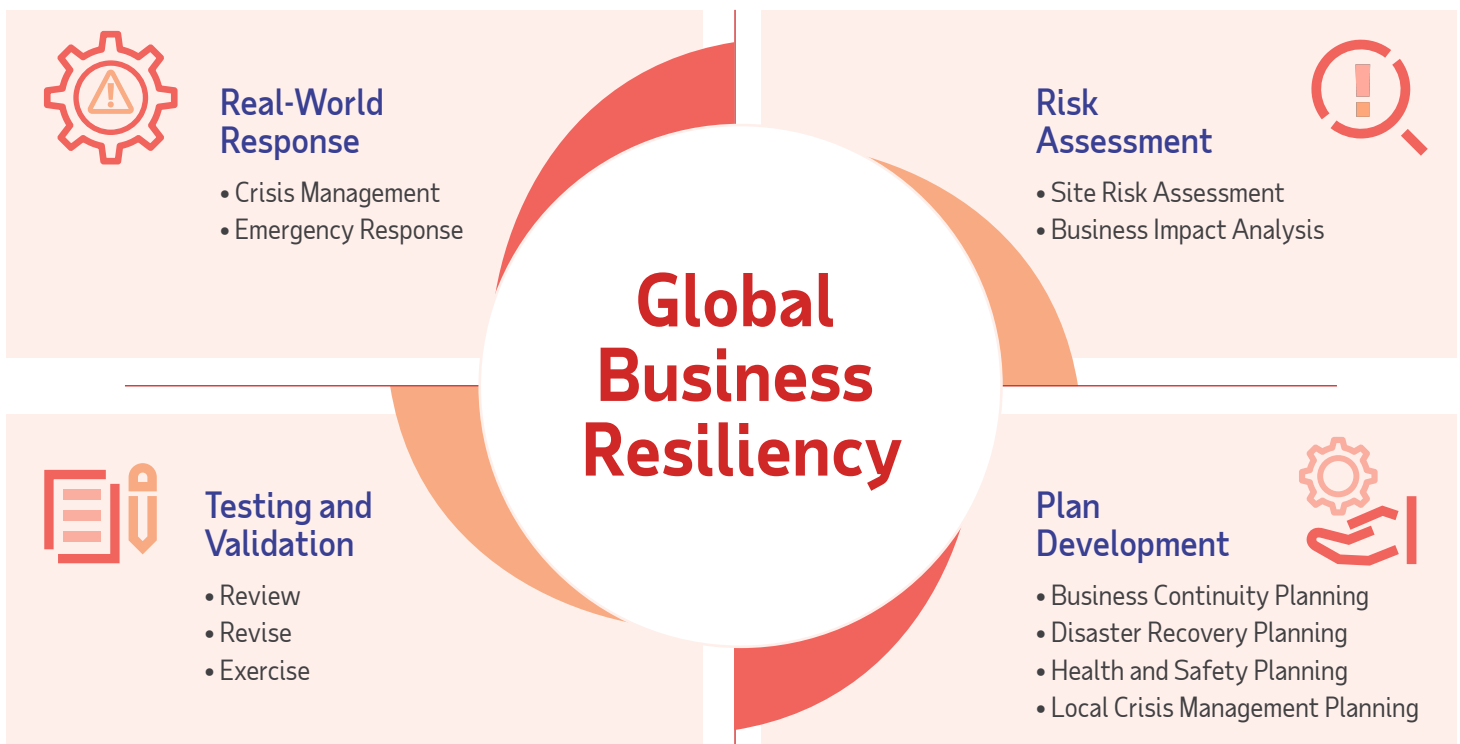 Real-World
Response
• Crisis Management
• Emergency Response
Risk
Assessment
• Site Risk Assessment
• Business Impact Analysis
Global
Business
Resiliency
Testing and
Validation
• Review
• Revise
• Exercise
Plan
Development
• Business Continuity Planning
• Disaster Recovery Planning
• Health and Safety Planning
• Local Crisis Management Planning